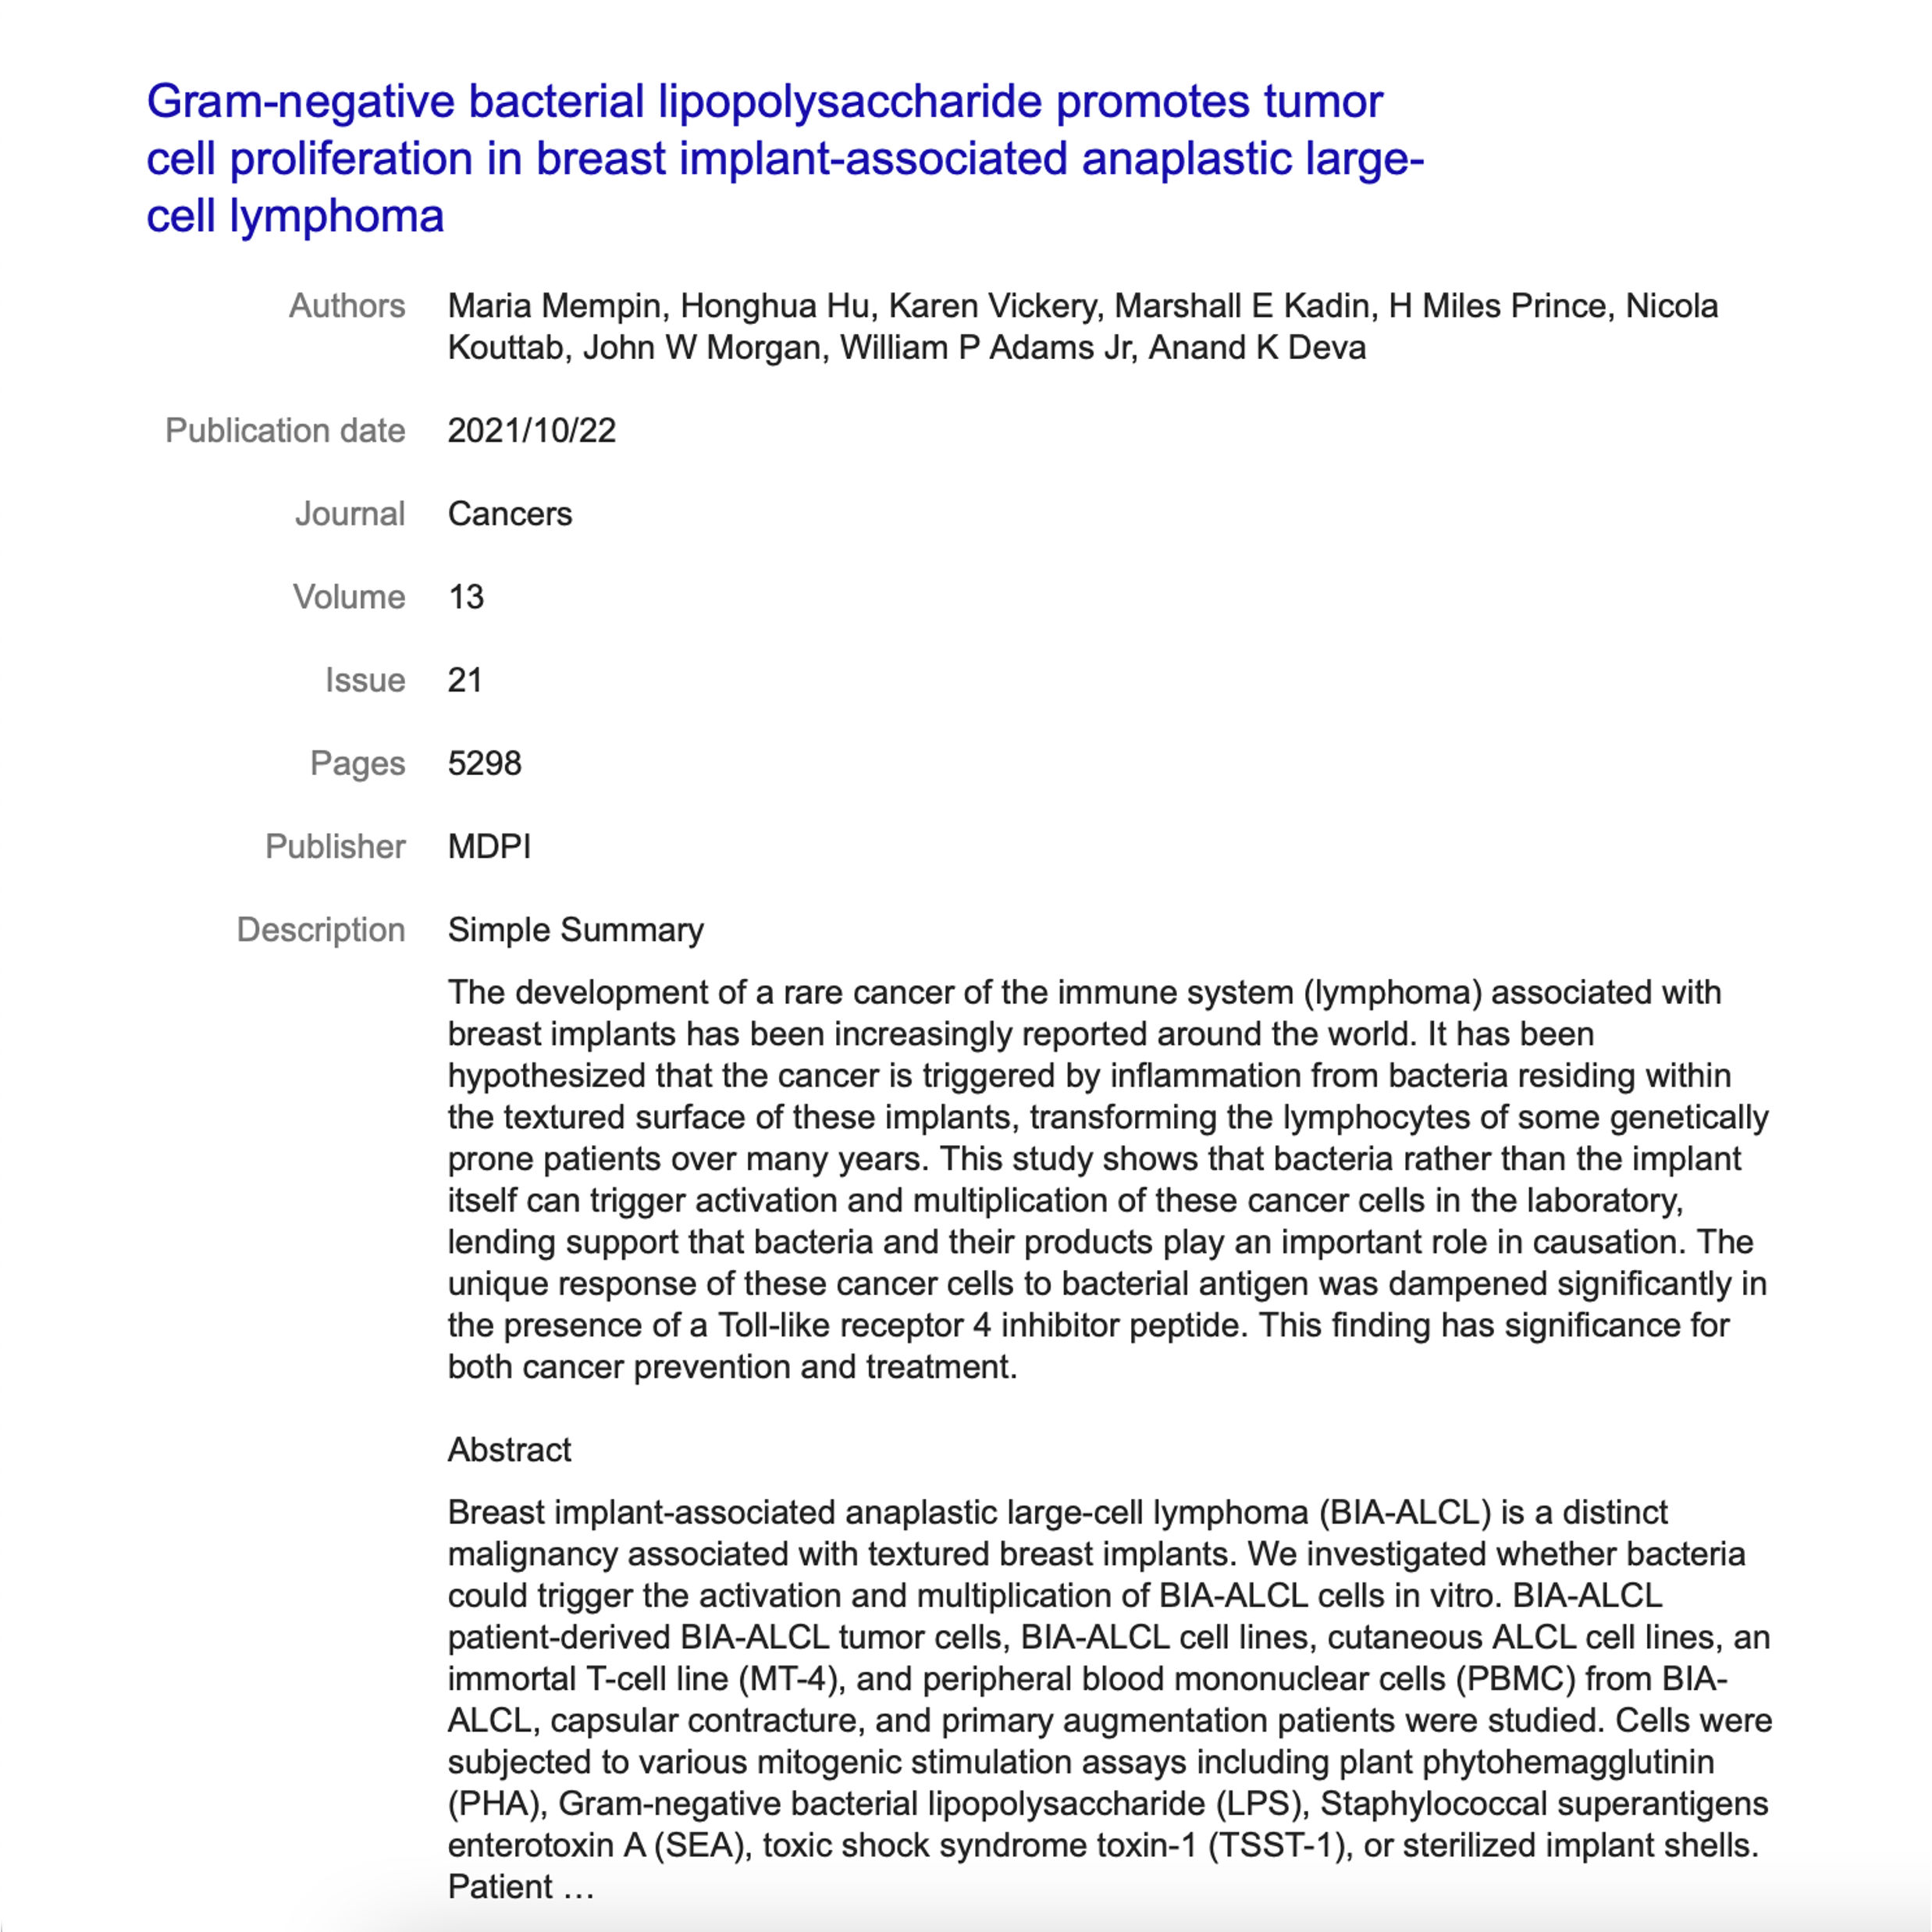 Gram-negative bacterial lipopolysaccharide promotes tumor
cell proliferation in breast implant-associated anaplastic large-
cell lymphoma
Authors Maria Mempin, Honghua Hu, Karen Vickery, Marshall E Kadin, H Miles Prince, Nicola
Kouttab, John W Morgan, William P Adams Jr, Anand K Deva
Publication date 2021/10/22
Journal Cancers
Volume 13
Issue 21
Pages 5298
Publisher MDPI
Description Simple Summary
The development of a rare cancer of the immune system (lymphoma) associated with
breast implants has been increasingly reported around the world. It has been
hypothesized that the cancer is triggered by inflammation from bacteria residing within
the textured surface of these implants, transforming the lymphocytes of some genetically
prone patients over many years. This study shows that bacteria rather than the implant
itself can trigger activation and multiplication of these cancer cells in the laboratory,
lending support that bacteria and their products play an important role in causation. The
unique response of these cancer cells to bacterial antigen was dampened significantly in
the presence of a Toll-like receptor 4 inhibitor peptide. This finding has significance for
both cancer prevention and treatment.
Abstract
Breast implant-associated anaplastic large-cell lymphoma (BIA-ALCL) is a distinct
malignancy associated with textured breast implants. We investigated whether bacteria
could trigger the activation and multiplication of BIA-ALCL cells in vitro. BIA-ALCL
patient-derived BIA-ALCL tumor cells, BIA-ALCL cell lines, cutaneous ALCL cell lines, an
immortal T-cell line (MT-4), and peripheral blood mononuclear cells (PBMC) from BIA-
ALCL, capsular contracture, and primary augmentation patients were studied. Cells were
subjected to various mitogenic stimulation assays including plant phytohemagglutinin
(PHA), Gram-negative bacterial lipopolysaccharide (LPS), Staphylococcal superantigens
enterotoxin A (SEA), toxic shock syndrome toxin-1 (TSST-1), or sterilized implant shells.
Patient …